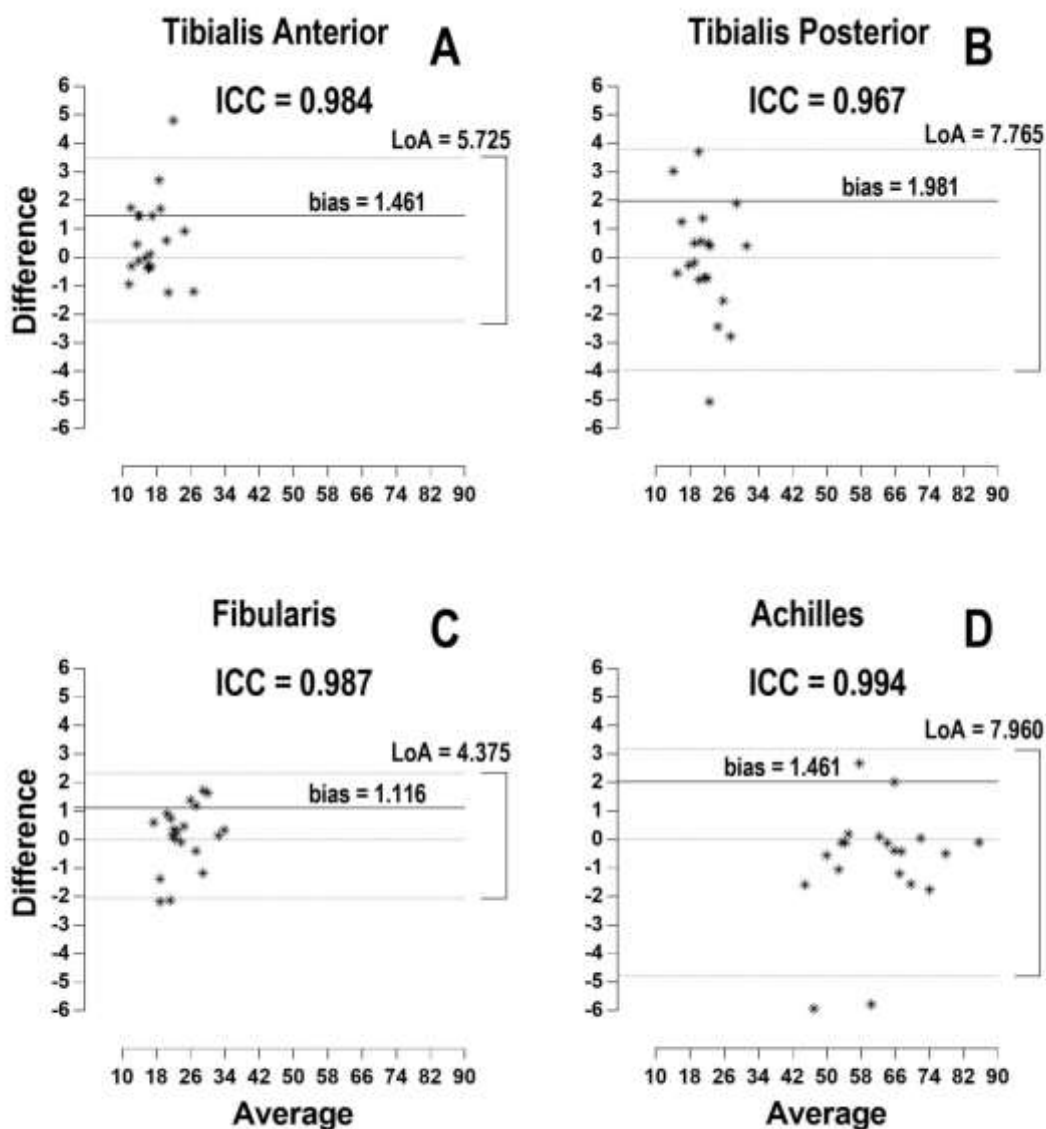 Tibialis Anterior
A
ICC = 0.984
LoA = 5.725
bias = 1.461
Difference
6
5
4
3
2
1
0
-1
-2
-3
-4
-5
-6
10 18 26 34 42 50 58 66 74 82 90
Tibialis Posterior
B
ICC = 0.967
LoA = 7.765
bias = 1.981
6
5
4
3
2
1
0
-1
-2
-3
-4
-5
-6
10 18 26 34 42 50 58 66 74 82 90
Fibularis
C
ICC = 0.987
LoA = 4.375
bias = 1.116
Difference
6
5
4
3
2
1
0
-1
-2
-3
-4
-5
-6
10 18 26 34 42 50 58 66 74 82 90
Average
Achilles
D
ICC = 0.994
LoA = 7.960
bias = 1.461
6
5
4
3
2
1
0
-1
-2
-3
-4
-5
-6
10 18 26 34 42 50 58 66 74 82 90
Average